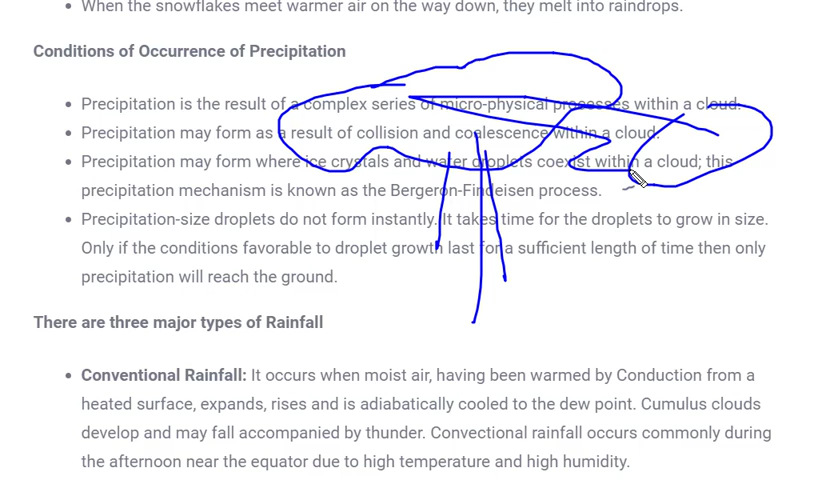 When the snowflakes meet warmer air on the way down, they melt into raindrops.
Conditions of Occurrence of Precipitation
Precipitation is the result of a complex series of micro-physical processes within a cloud.
Precipitation may form as a result of collision and coalescence within a cloud.
Precipitation may form where ice crystals and water droplets coexist within a cloud; this
precipitation mechanism is known as the Bergeron-Findeisen process.
Precipitation-size droplets do not form instantly. It takes time for the droplets to grow in size.
Only if the conditions favorable to droplet growth last for a sufficient length of time then only
precipitation will reach the ground.
There are three major types of Rainfall
Conventional Rainfall: It occurs when moist air, having been warmed by Conduction from a
heated surface, expands, rises and is adiabatically cooled to the dew point. Cumulus clouds
develop and may fall accompanied by thunder. Convectional rainfall occurs commonly during
the afternoon near the equator due to high temperature and high humidity.